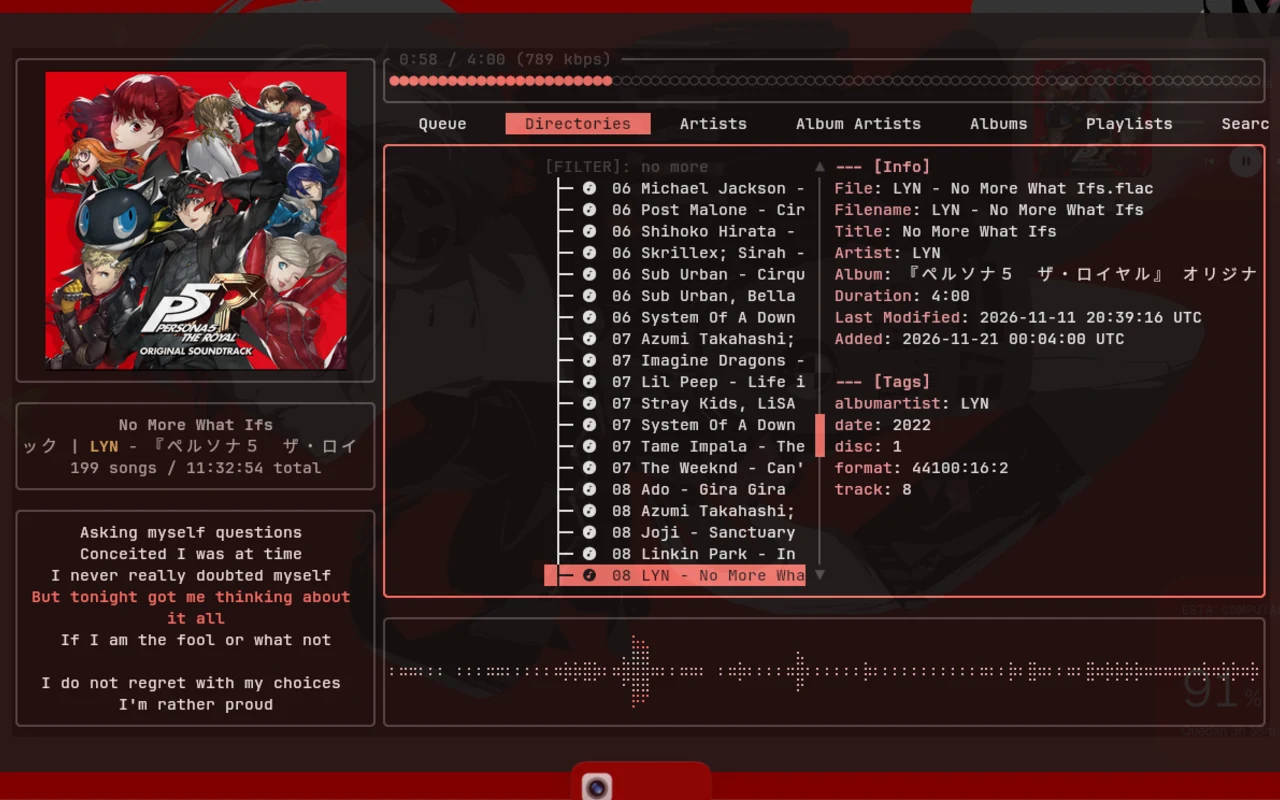 PERSONA5
THE ROYAL
ORIGINAL SOUNDTRACK
0:58 / 4:00 (789 kbps)
Queue Directories Artists Album Artists Albums Playlists Searc
[FILTER]: no more
06 Michael Jackson -
06 Post Malone - Cir
06 Shihoko Hirata -
06 Skrillex; Sirah -
06 Sub Urban - Cirqu
06 Sub Urban, Bella
06 System Of A Down
07 Azumi Takahashi;
07 Imagine Dragons -
07 Lil Peep - Life i
07 Stray Kids, LiSA
07 System Of A Down
07 Tame Impala - The
07 The Weeknd - Can'
08 Ado - Gira Gira
08 Azumi Takahashi;
08 Joji - Sanctuary
08 Linkin Park - In
08 LYN - No More Wha
--- [Info]
File: LYN - No More What Ifs.flac
Filename: LYN - No More What Ifs
Title: No More What Ifs
Artist: LYN
Album: 『ペルソナ５　ザ・ロイヤル』 オリジナ
Duration: 4:00
Last Modified: 2026-11-11 20:39:16 UTC
Added: 2026-11-21 00:04:00 UTC
--- [Tags]
albumartist: LYN
date: 2022
disc: 1
format: 44100:16:2
track: 8
No More What Ifs
ック | LYN - 『ペルソナ５　ザ・ロイ
199 songs / 11:32:54 total
Asking myself questions
Conceited I was at time
I never really doubted myself
But tonight got me thinking about
it all
If I am the fool or what not
I do not regret with my choices
I'm rather proud
91%